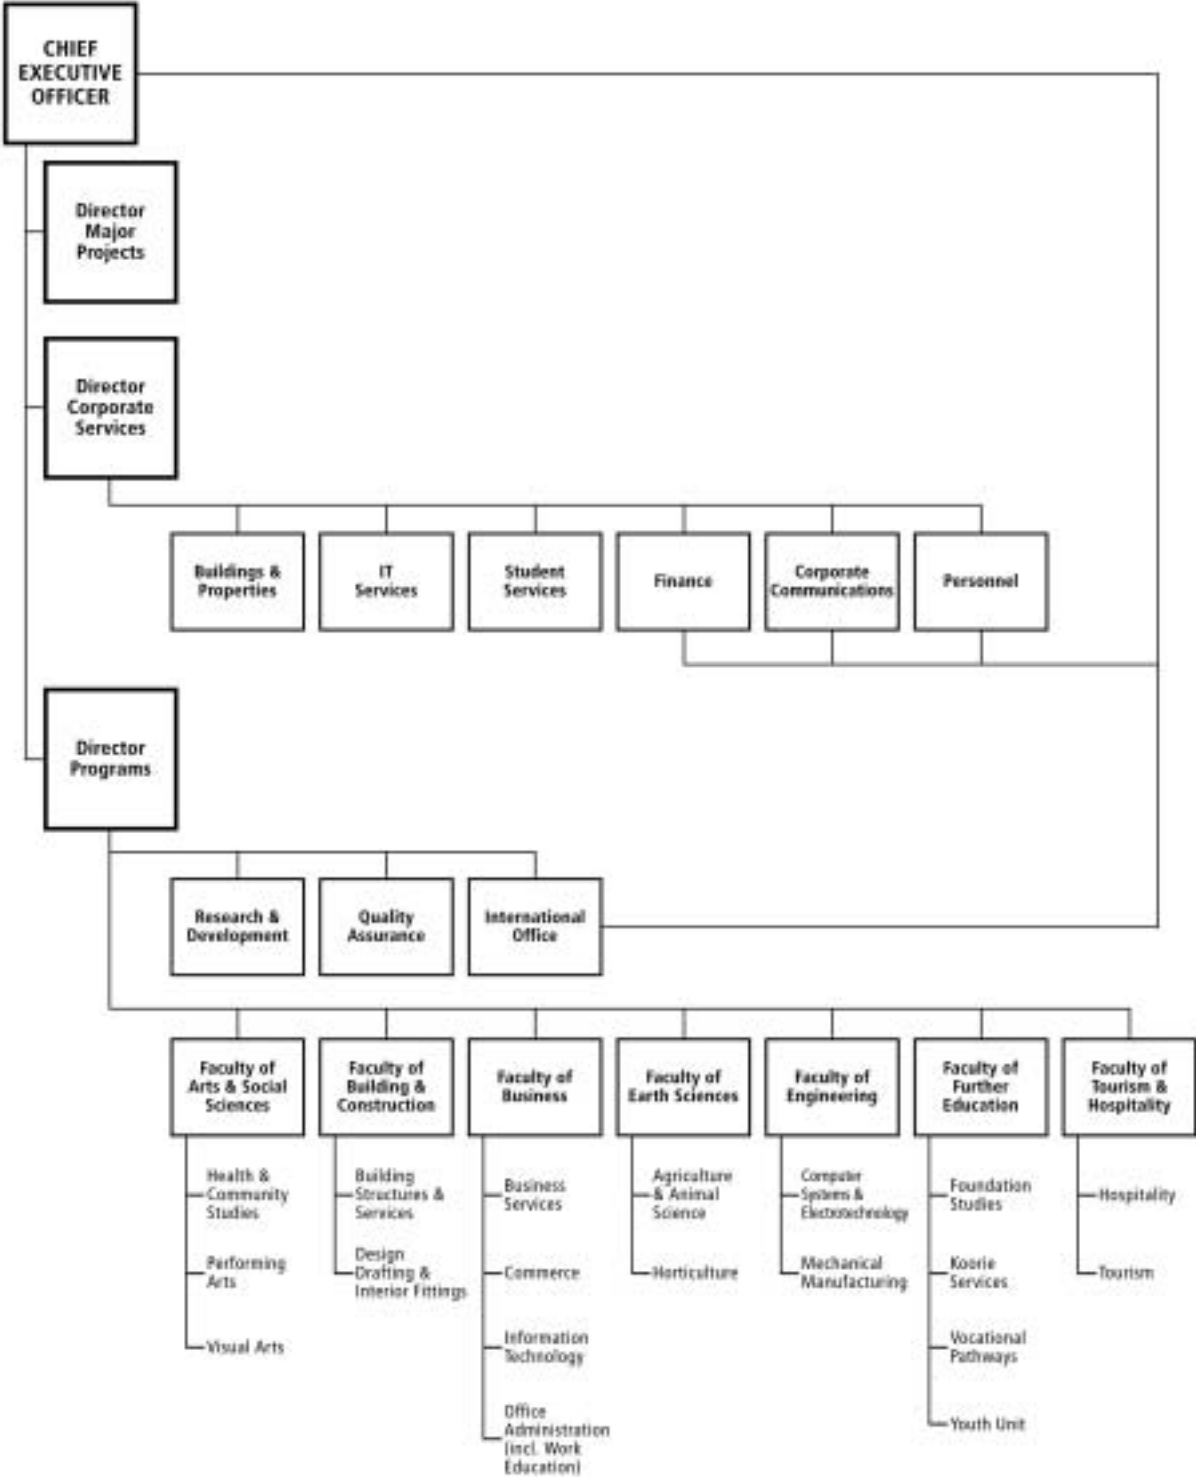 CHIEF
EXECUTIVE
OFFICER
Director
Major
Projects
Director
Corporate
Services
Buildings &
Properties
IT
Services
Student
Services
Finance
Corporate
Communications
Personnel
Director
Programs
Research &
Development
Quality
Assurance
International
Office
Faculty of
Arts & Social
Sciences
Faculty of
Building &
Construction
Faculty of
Business
Faculty of
Earth Sciences
Faculty of
Engineering
Faculty of
Further
Education
Faculty of
Tourism &
Hospitality
Health &
Community
Studies
Performing
Arts
Visual Arts
Building
Structures &
Services
Design
Drafting &
Interior Fittings
Business
Services
Commerce
Information
Technology
Office
Administration
(incl. Work
Education)
Agriculture
& Animal
Science
Horticulture
Computer
Systems &
Electrotechnology
Mechanical
Manufacturing
Foundation
Studies
Koorie
Services
Vocational
Pathways
Youth Unit
Hospitality
Tourism